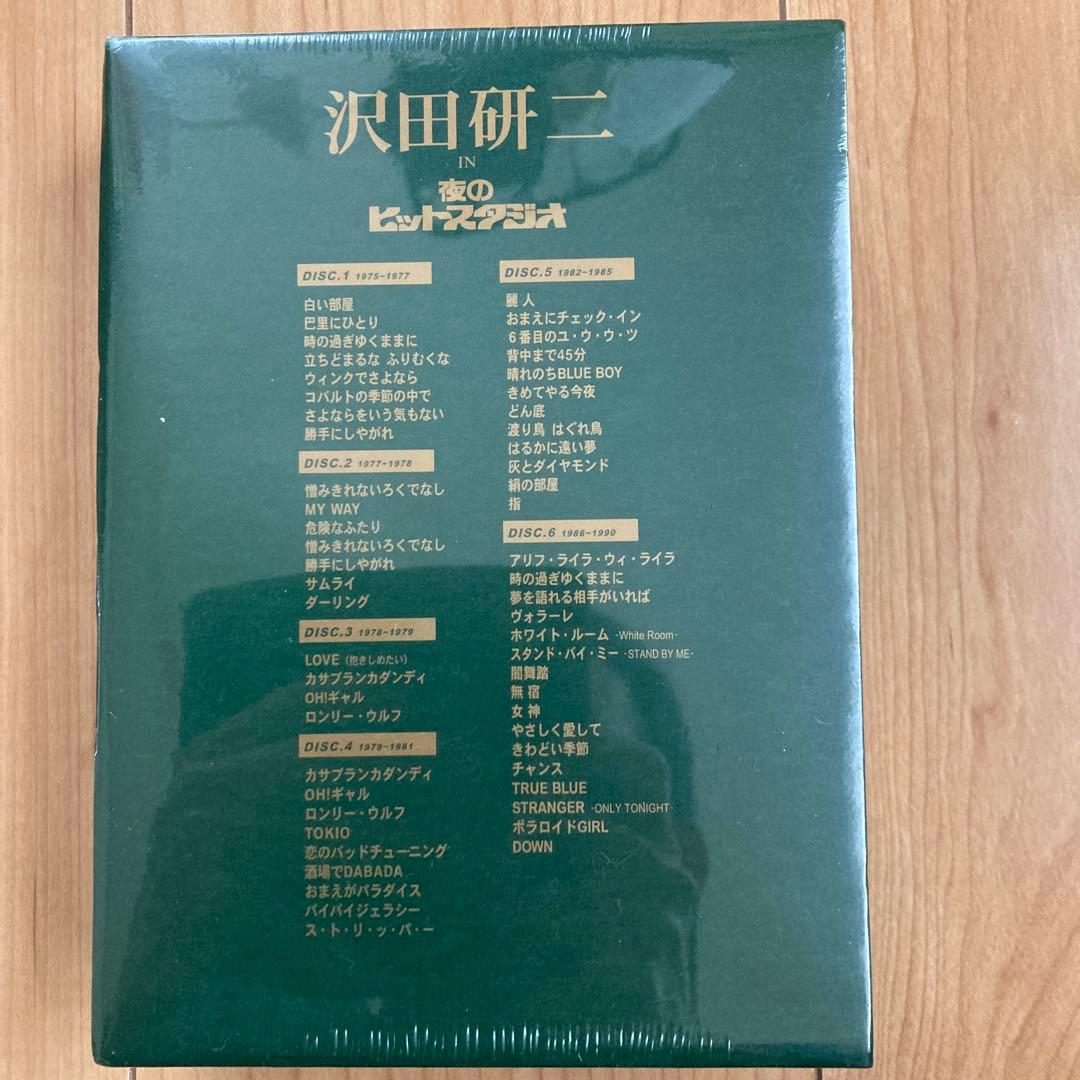 沢田研二
IN
夜の
ヒットスタジオ
DISC.1 1975~1977
白い部屋
巴里にひとり
時の過ぎゆくままに
立ちどまるな ふりむくな
ウィンクでさよなら
コバルトの季節の中で
さよならをいう気もない
勝手にしやがれ
DISC.2 1977~1978
憎みきれないろくでなし
MY WAY
危険なふたり
憎みきれないろくでなし
勝手にしやがれ
サムライ
ダーリング
DISC.3 1978~1979
LOVE (抱きしめたい)
カサブランカダンディ
OH!ギャル
ロンリー・ウルフ
DISC.4 1979~1981
カサブランカダンディ
OH!ギャル
ロンリー・ウルフ
TOKIO
恋のバッドチューニング
酒場でDABADA
おまえがパラダイス
バイバイジェラシー
ス・ト・リ・ッ・パ・ー
DISC.5 1982~1985
麗人
おまえにチェック・イン
6番目のユ・ウ・ウ・ツ
背中まで45分
晴れのちBLUE BOY
きめてやる今夜
どん底
渡り鳥 はぐれ鳥
はるかに遠い夢
灰とダイヤモンド
絹の部屋
指
DISC.6 1986~1990
アリフ・ライラ・ウィ・ライラ
時の過ぎゆくままに
夢を語れる相手がいれば
ヴォラーレ
ホワイト・ルーム -White Room-
スタンド・バイ・ミー -STAND BY ME-
闇舞踏
無宿
女神
やさしく愛して
きわどい季節
チャンス
TRUE BLUE
STRANGER -ONLY TONIGHT-
ポラロイドGIRL
DOWN